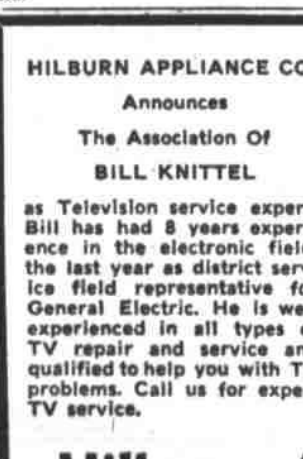 HILBURN APPLIANCE CO
Announces
The Association Of
BILL KNITTEL
as Television service exper
Bill has had 8 years exper
ence in the electronic fiel
the last year as district ser
ice field representative fo
General Electric. He is we
experienced in all types o
TV repair and service an
qualified to help you with T
problems. Call us for expe
TV service.